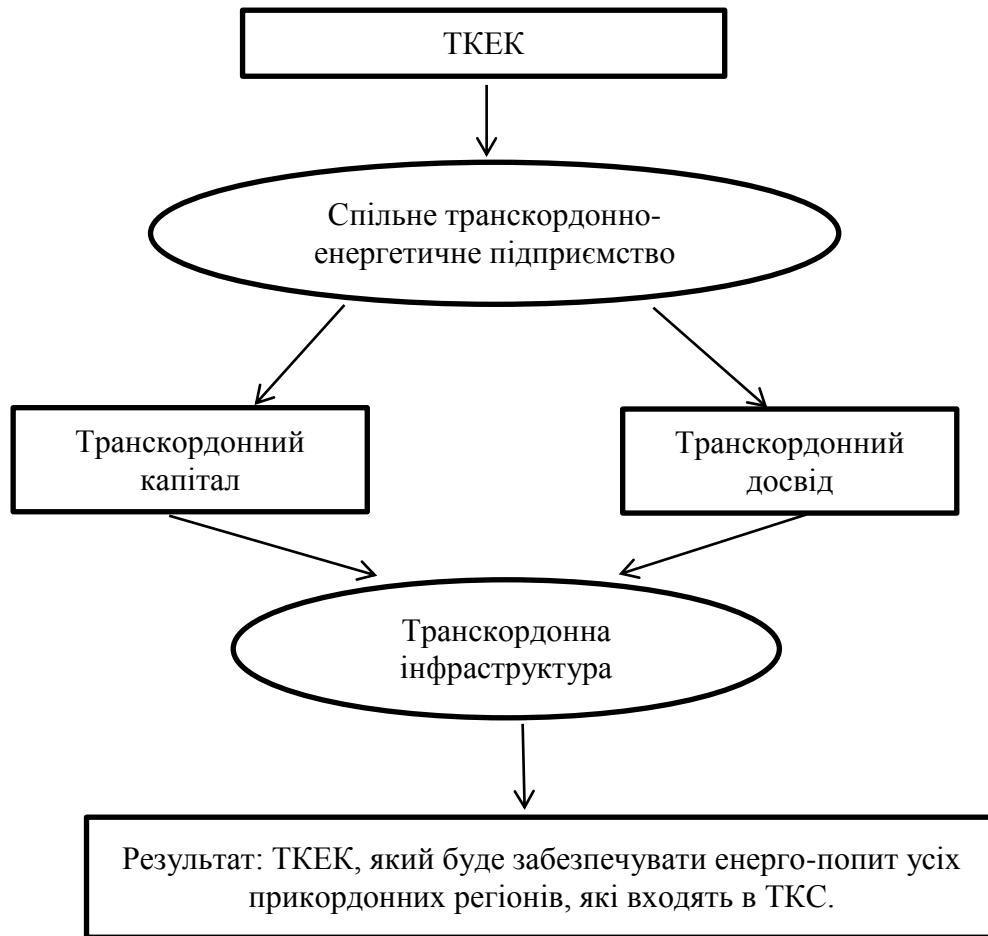 ТКЕК
Спільне транскордонно-
енергетичне підприємство
Транскордонний
капітал
Транскордонний
досвід
Транскордонна
інфраструктура
Результат: ТКЕК, який буде забезпечувати енерго-попит усіх
прикордонних регіонів, які входять в ТКС.